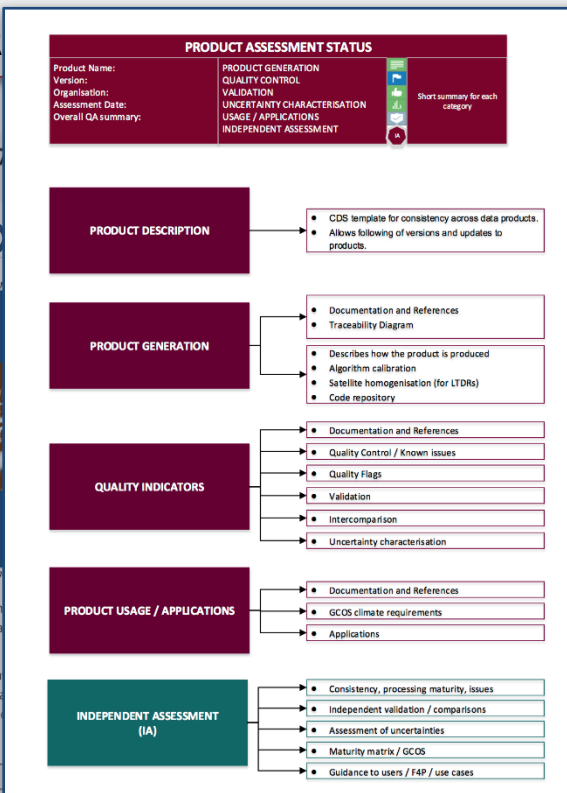 PRODUCT ASSESSMENT STATUS
Product Name:
Version:
Organisation:
Assessment Date:
Overall QA summary:
PRODUCT GENERATION
QUALITY CONTROL
VALIDATION
UNCERTAINTY CHARACTERISATION
USAGE / APPLICATIONS
INDEPENDENT ASSESSMENT
IA
Short summary for each
category
PRODUCT DESCRIPTION
• CDS template for consistency across data products.
• Allows following of versions and updates to
products.
PRODUCT GENERATION
• Documentation and References
• Traceability Diagram
• Describes how the product is produced
• Algorithm calibration
• Satellite homogenisation (for LTDRs)
• Code repository
QUALITY INDICATORS
• Documentation and References
• Quality Control / Known issues
• Quality Flags
• Validation
• Intercomparison
• Uncertainty characterisation
PRODUCT USAGE / APPLICATIONS
• Documentation and References
• GCOS climate requirements
• Applications
INDEPENDENT ASSESSMENT
(IA)
• Consistency, processing maturity, issues
• Independent validation / comparisons
• Assessment of uncertainties
• Maturity matrix / GCOS
• Guidance to users / F4P / use cases